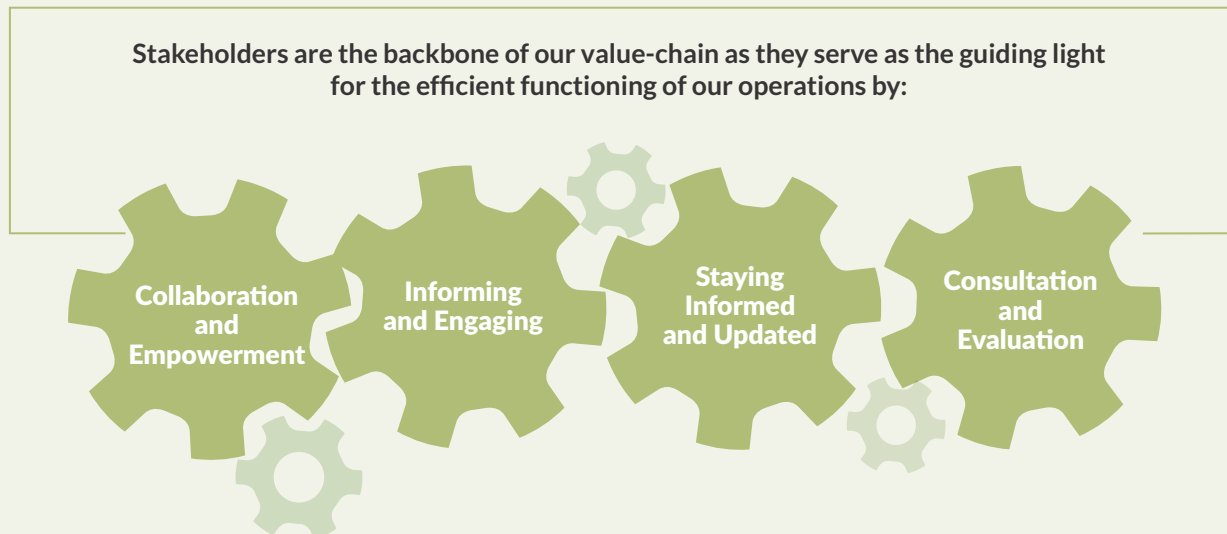 Stakeholders are the backbone of our value-chain as they serve as the guiding light
for the efficient functioning of our operations by:
Collaboration
and
Empowerment
Informing
and Engaging
Staying
Informed
and Updated
Consultation
and
Evaluation